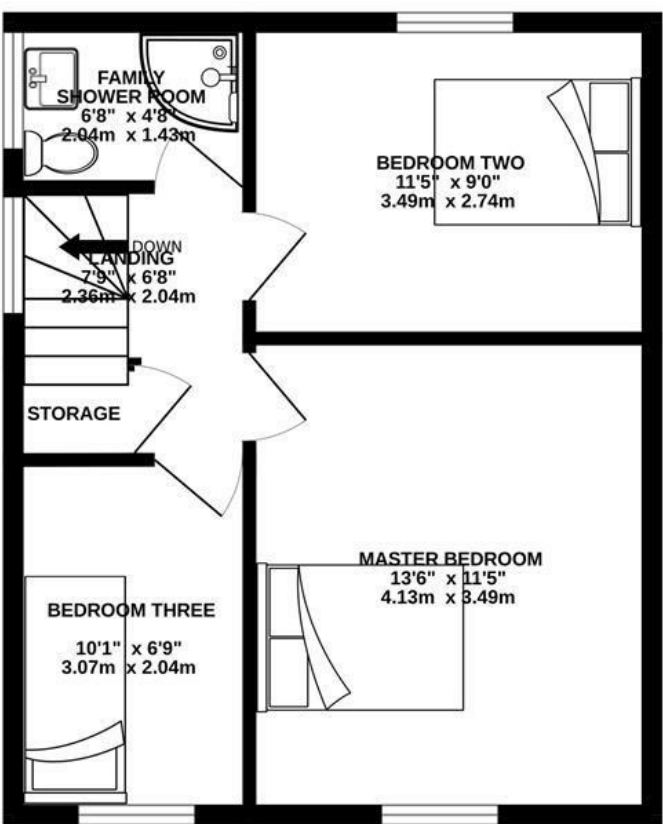 FAMILY
SHOWER ROOM
6'8" x 4'8"
2.04m x 1.43m
BEDROOM TWO
11'5" x 9'0"
3.49m x 2.74m
DOWN
LANDING
7'9" x 6'8"
2.36m x 2.04m
STORAGE
MASTER BEDROOM
13'6" x 11'5"
4.13m x 3.49m
BEDROOM THREE
10'1" x 6'9"
3.07m x 2.04m